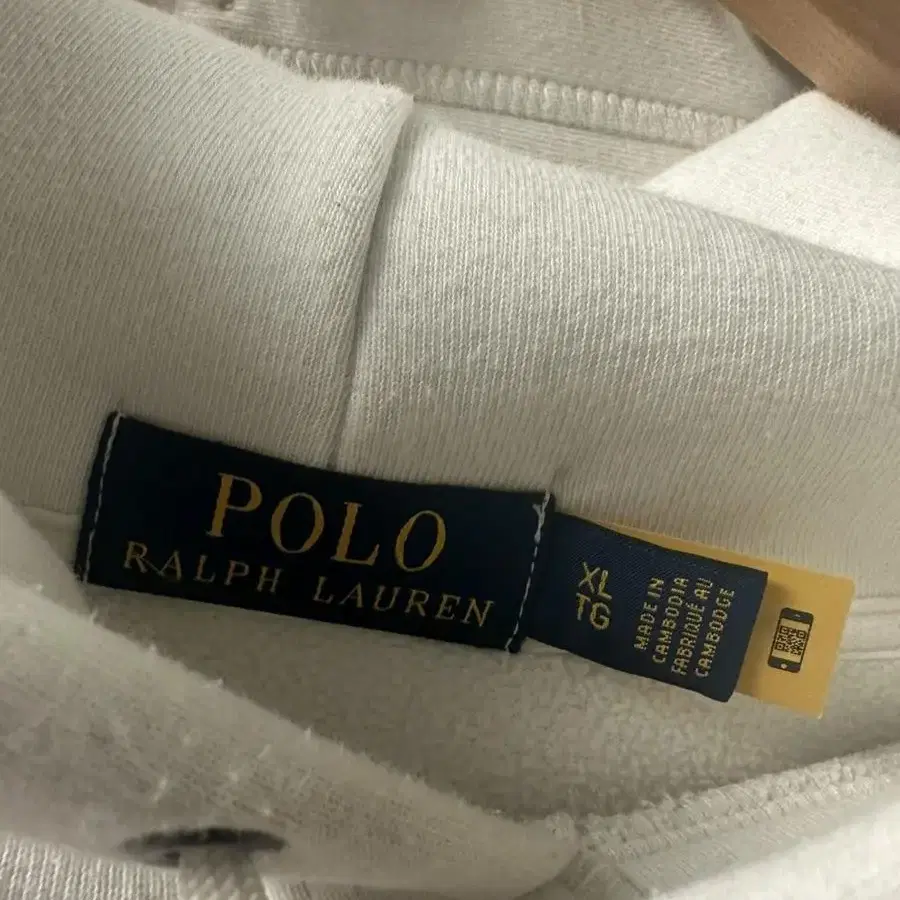 POLO
RALPH LAUREN
XL
TG
MADE IN
CAMBODIA
FABRIQUÉ AU
CAMBODGE